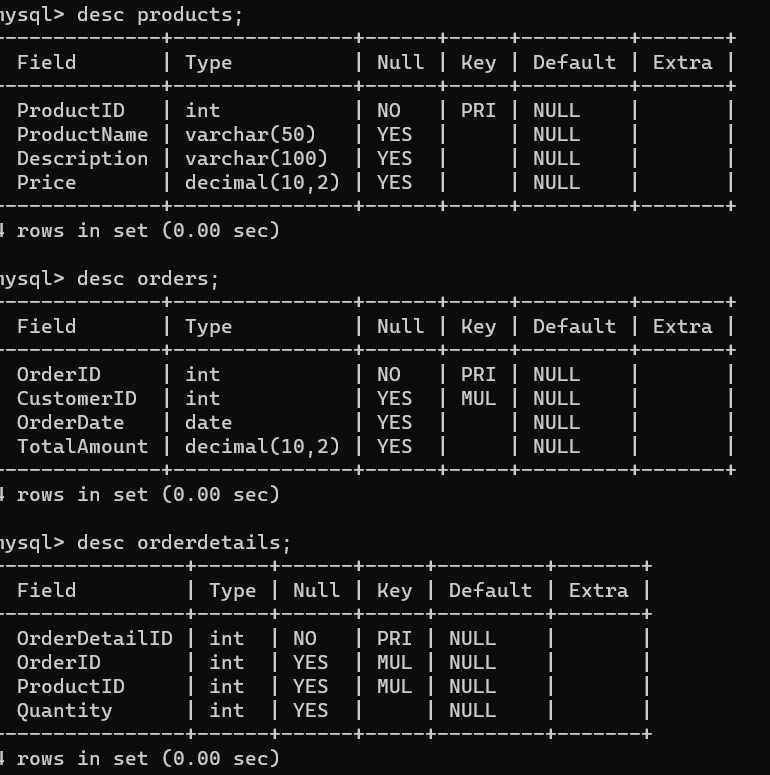 mysql> desc products;
-------------+---------------+------+-----+---------+-------+
Field | Type | Null | Key | Default | Extra |
-------------+---------------+------+-----+---------+-------+
ProductID | int | NO | PRI | NULL | |
ProductName | varchar(50) | YES | | NULL | |
Description | varchar(100) | YES | | NULL | |
Price | decimal(10,2) | YES | | NULL | |
-------------+---------------+------+-----+---------+-------+
4 rows in set (0.00 sec)
mysql> desc orders;
-------------+---------------+------+-----+---------+-------+
Field | Type | Null | Key | Default | Extra |
-------------+---------------+------+-----+---------+-------+
OrderID | int | NO | PRI | NULL | |
CustomerID | int | YES | MUL | NULL | |
OrderDate | date | YES | | NULL | |
TotalAmount | decimal(10,2) | YES | | NULL | |
-------------+---------------+------+-----+---------+-------+
4 rows in set (0.00 sec)
mysql> desc orderdetails;
---------------+------+------+-----+---------+-------+
Field | Type | Null | Key | Default | Extra |
---------------+------+------+-----+---------+-------+
OrderDetailID | int | NO | PRI | NULL | |
OrderID | int | YES | MUL | NULL | |
ProductID | int | YES | MUL | NULL | |
Quantity | int | YES | | NULL | |
---------------+------+------+-----+---------+-------+
4 rows in set (0.00 sec)